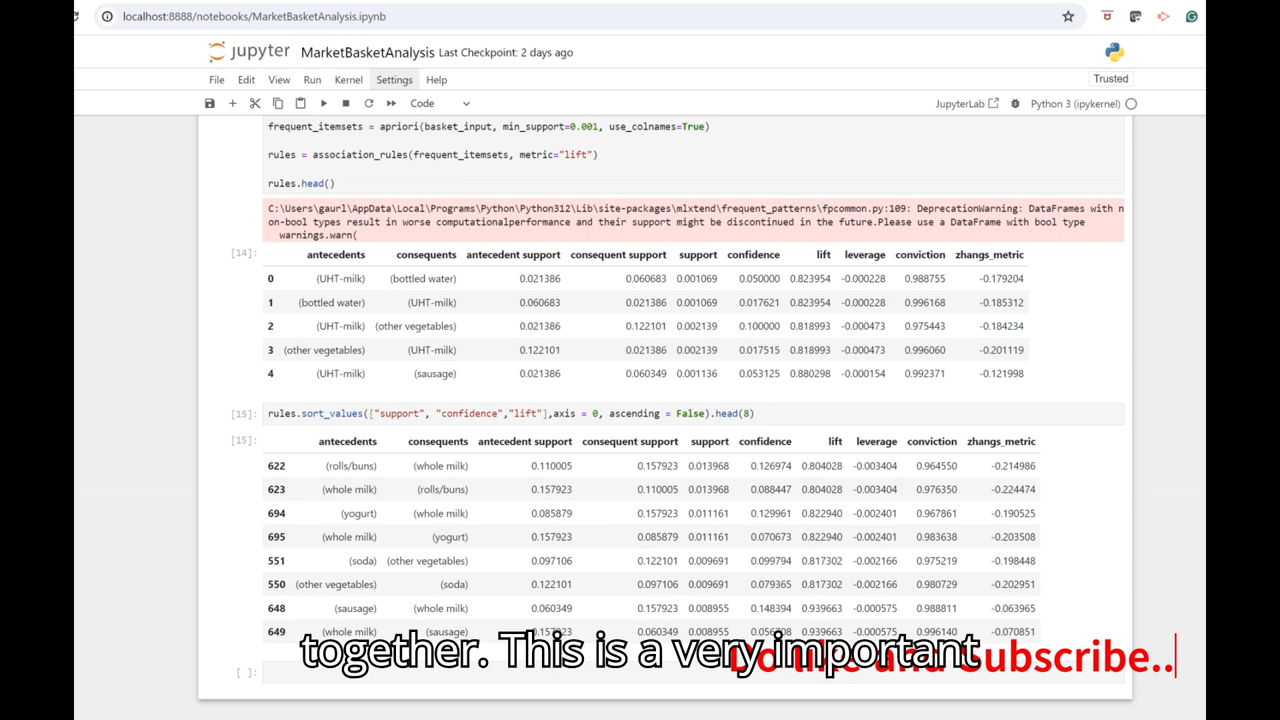 localhost:8888/notebooks/MarketBasketAnalysis.ipynb
jupyter MarketBasketAnalysis Last Checkpoint: 2 days ago
File Edit View Run Kernel Settings Help Trusted
Code JupyterLab Python 3 (ipykernel)
frequent_itemsets = apriori(basket_input, min_support=0.001, use_colnames=True)
rules = association_rules(frequent_itemsets, metric="lift")
rules.head()
C:\Users\gaurl\AppData\Local\Programs\Python\Python312\Lib\site-packages\mlxtend\frequent_patterns\fpcommon.py:109: DeprecationWarning: DataFrames with n
on-bool types result in worse computationalperformance and their support might be discontinued in the future.Please use a DataFrame with bool type
warnings.warn(
[14]: antecedents consequents antecedent support consequent support support confidence lift leverage conviction zhangs_metric
0 (UHT-milk) (bottled water) 0.021386 0.060683 0.001069 0.050000 0.823954 -0.000228 0.988755 -0.179204
1 (bottled water) (UHT-milk) 0.060683 0.021386 0.001069 0.017621 0.823954 -0.000228 0.996168 -0.185312
2 (UHT-milk) (other vegetables) 0.021386 0.122101 0.002139 0.100000 0.818993 -0.000473 0.975443 -0.184234
3 (other vegetables) (UHT-milk) 0.122101 0.021386 0.002139 0.017515 0.818993 -0.000473 0.996060 -0.201119
4 (UHT-milk) (sausage) 0.021386 0.060349 0.001136 0.053125 0.880298 -0.000154 0.992371 -0.121998
[15]: rules.sort_values(["support", "confidence","lift"],axis = 0, ascending = False).head(8)
[15]: antecedents consequents antecedent support consequent support support confidence lift leverage conviction zhangs_metric
622 (rolls/buns) (whole milk) 0.110005 0.157923 0.013968 0.126974 0.804028 -0.003404 0.964550 -0.214986
623 (whole milk) (rolls/buns) 0.157923 0.110005 0.013968 0.088447 0.804028 -0.003404 0.976350 -0.224474
694 (yogurt) (whole milk) 0.085879 0.157923 0.011161 0.129961 0.822940 -0.002401 0.967861 -0.190525
695 (whole milk) (yogurt) 0.157923 0.085879 0.011161 0.070673 0.822940 -0.002401 0.983638 -0.203508
551 (soda) (other vegetables) 0.097106 0.122101 0.009691 0.099794 0.817302 -0.002166 0.975219 -0.198448
550 (other vegetables) (soda) 0.122101 0.097106 0.009691 0.079365 0.817302 -0.002166 0.980729 -0.202951
648 (sausage) (whole milk) 0.060349 0.157923 0.008955 0.148394 0.939663 -0.000575 0.988811 -0.063965
649 (whole milk) (sausage) 0.157923 0.060349 0.008955 0.056708 0.939663 -0.000575 0.996140 -0.070851
together. This is a very important
Do like and Subscribe..
[ ]: